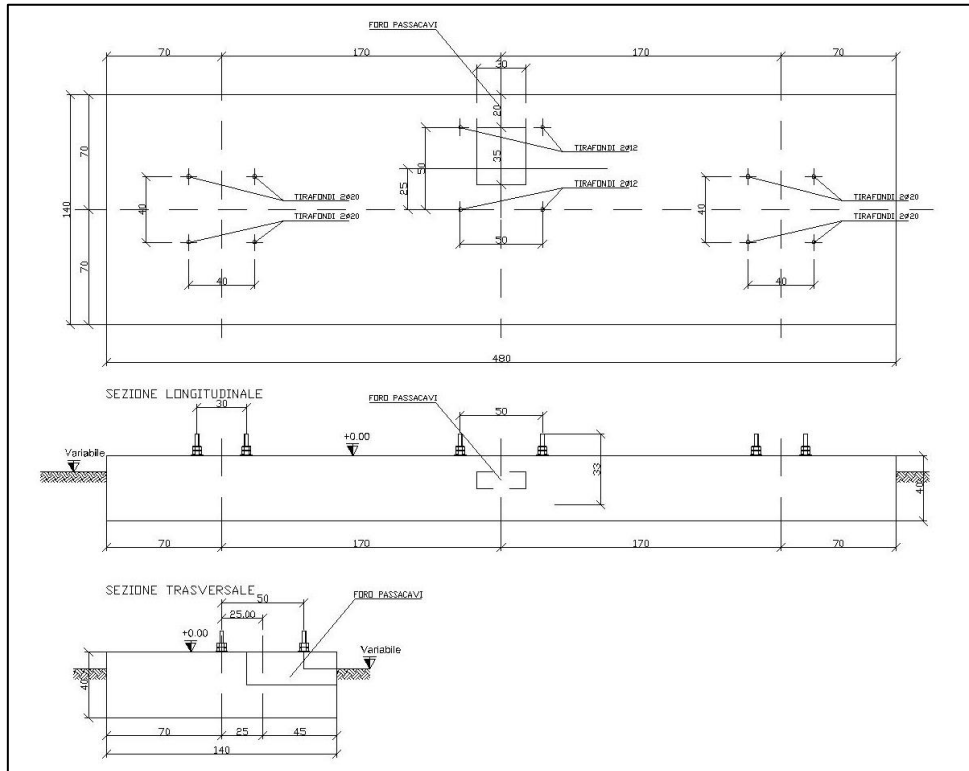 FORO PASSACAVI
70 170 170 70
30
20
70
50
35
TIRAFONDI 2Ø12
25
TIRAFONDI 2Ø12
140
40
TIRAFONDI 2Ø20
TIRAFONDI 2Ø20
40
TIRAFONDI 2Ø20
TIRAFONDI 2Ø20
50
70
40
40
480
SEZIONE LONGITUDINALE
FORO PASSACAVI
30
50
+0.00
Variabile
33
40
70 170 170 70
SEZIONE TRASVERSALE
FORO PASSACAVI
50
25.00
+0.00
Variabile
40
70 25 45
140